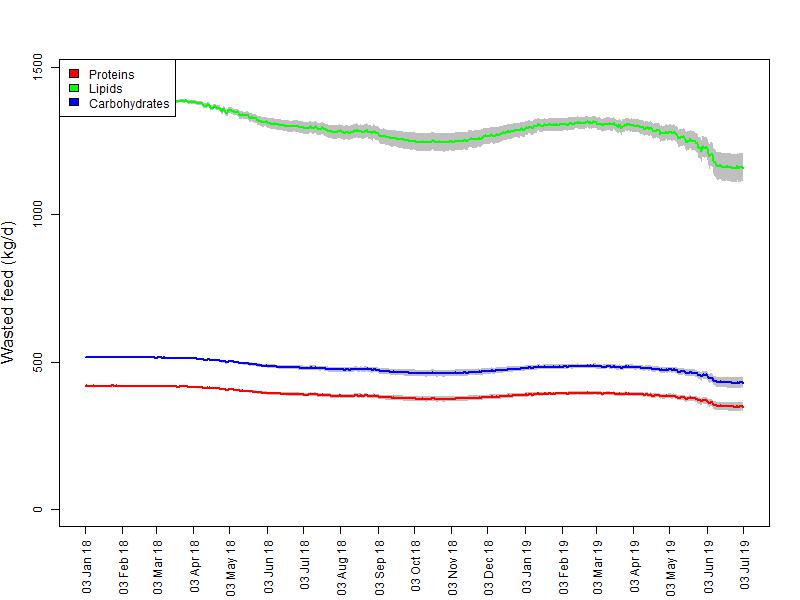 Proteins
Lipids
Carbohydrates
Wasted feed (kg/d)
1500
1000
500
0
03 Jan 18
03 Feb 18
03 Mar 18
03 Apr 18
03 May 18
03 Jun 18
03 Jul 18
03 Aug 18
03 Sep 18
03 Oct 18
03 Nov 18
03 Dec 18
03 Jan 19
03 Feb 19
03 Mar 19
03 Apr 19
03 May 19
03 Jun 19
03 Jul 19